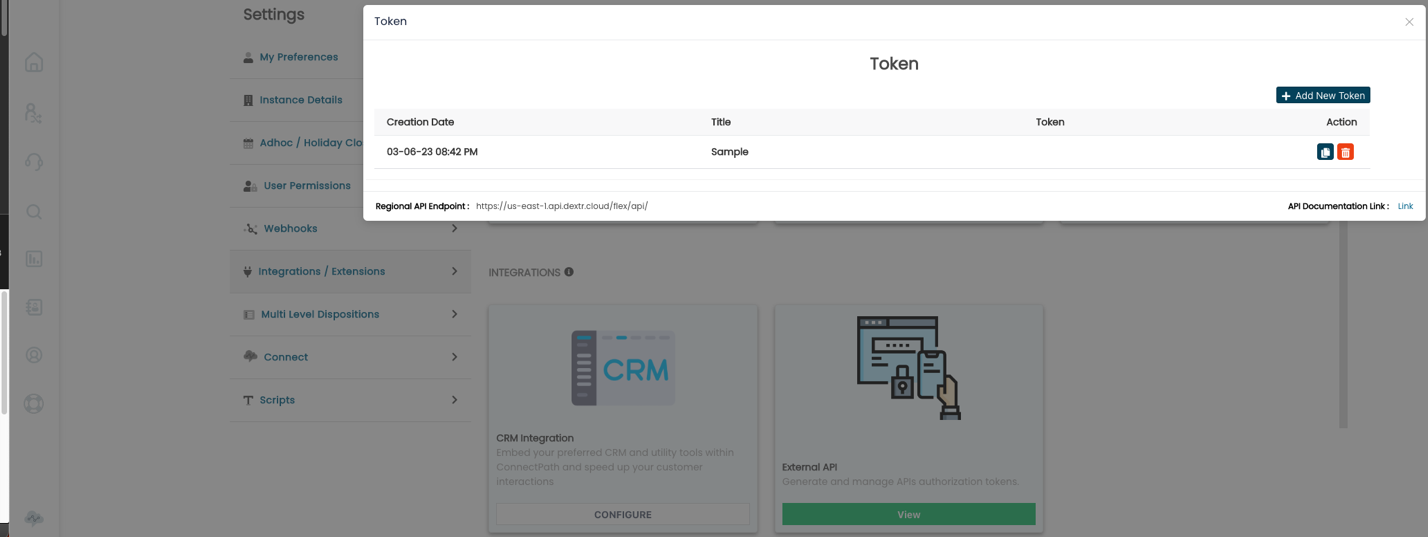 Settings
My Preferences
Instance Details
Adhoc / Holiday Clo
User Permissions
Webhooks
Integrations / Extensions
Multi Level Dispositions
Connect
Scripts
Token
Token
Add New Token
Creation Date Title Token Action
03-06-23 08:42 PM Sample
Regional API Endpoint : https://us-east-1.api.dextr.cloud/flex/api/
API Documentation Link : Link
INTEGRATIONS
CRM
CRM Integration
Embed your preferred CRM and utility tools within
ConnectPath and speed up your customer
interactions
CONFIGURE
External API
Generate and manage APIs authorization tokens.
View